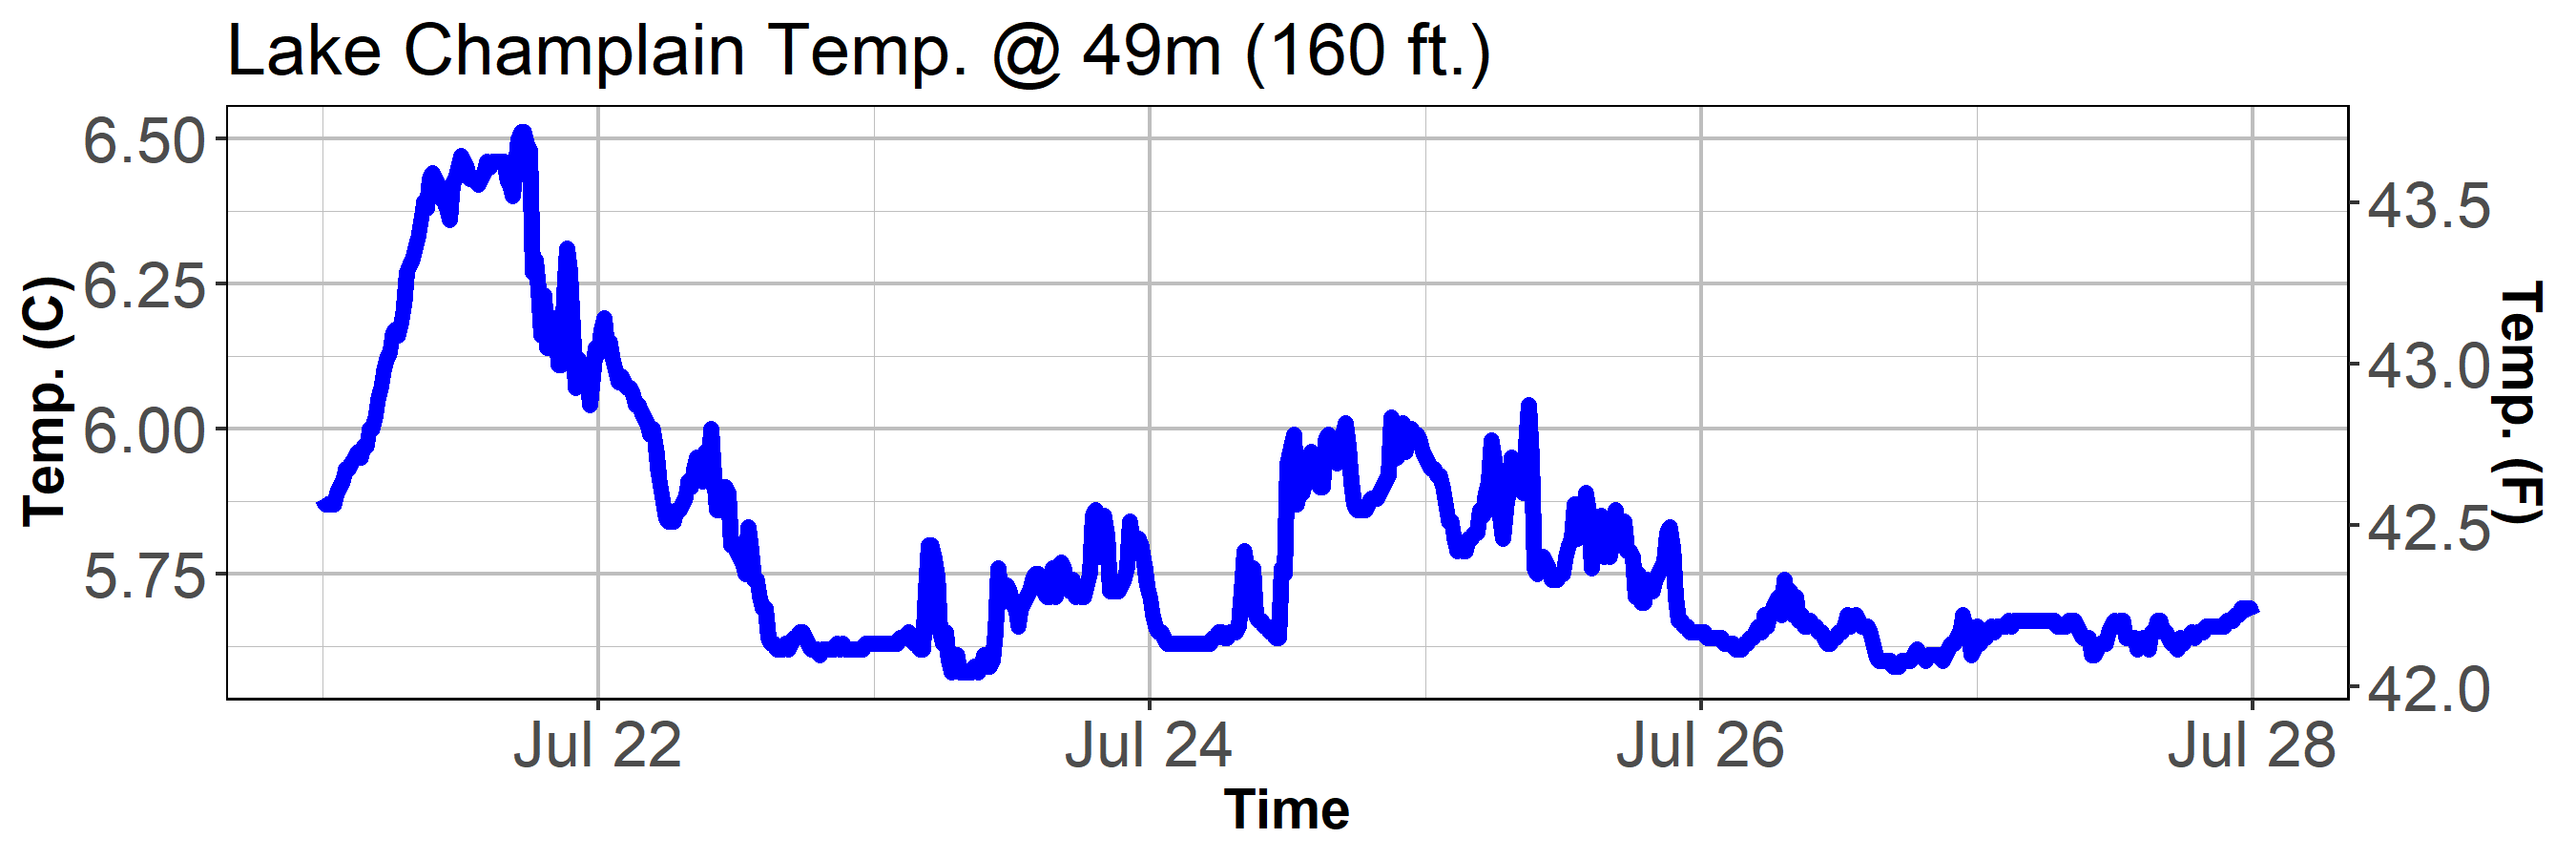 Lake Champlain Temp. @ 49m (160 ft.)
6.50
6.25
6.00
5.75
Temp. (C)
43.5
43.0
42.5
42.0
Temp. (F)
Jul 22 Jul 24 Jul 26 Jul 28
Time